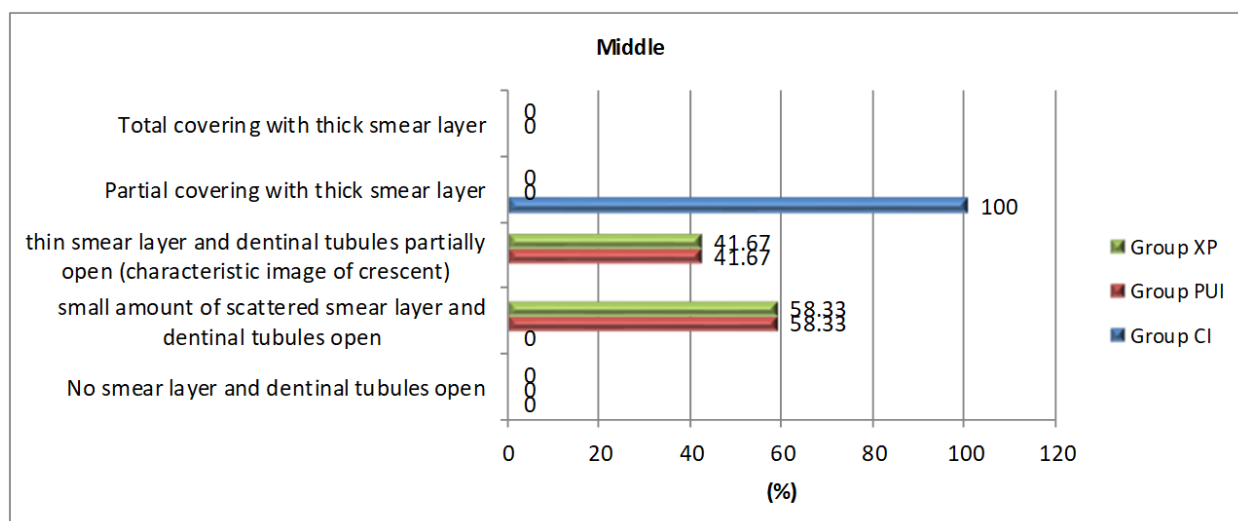 Middle
Total covering with thick smear layer
0
0
Partial covering with thick smear layer
0
0
100
thin smear layer and dentinal tubules partially
open (characteristic image of crescent)
41.67
41.67
small amount of scattered smear layer and
dentinal tubules open
58.33
58.33
0
No smear layer and dentinal tubules open
0
0
0
0 20 40 60 80 100 120
(%)
Group XP
Group PUI
Group CI